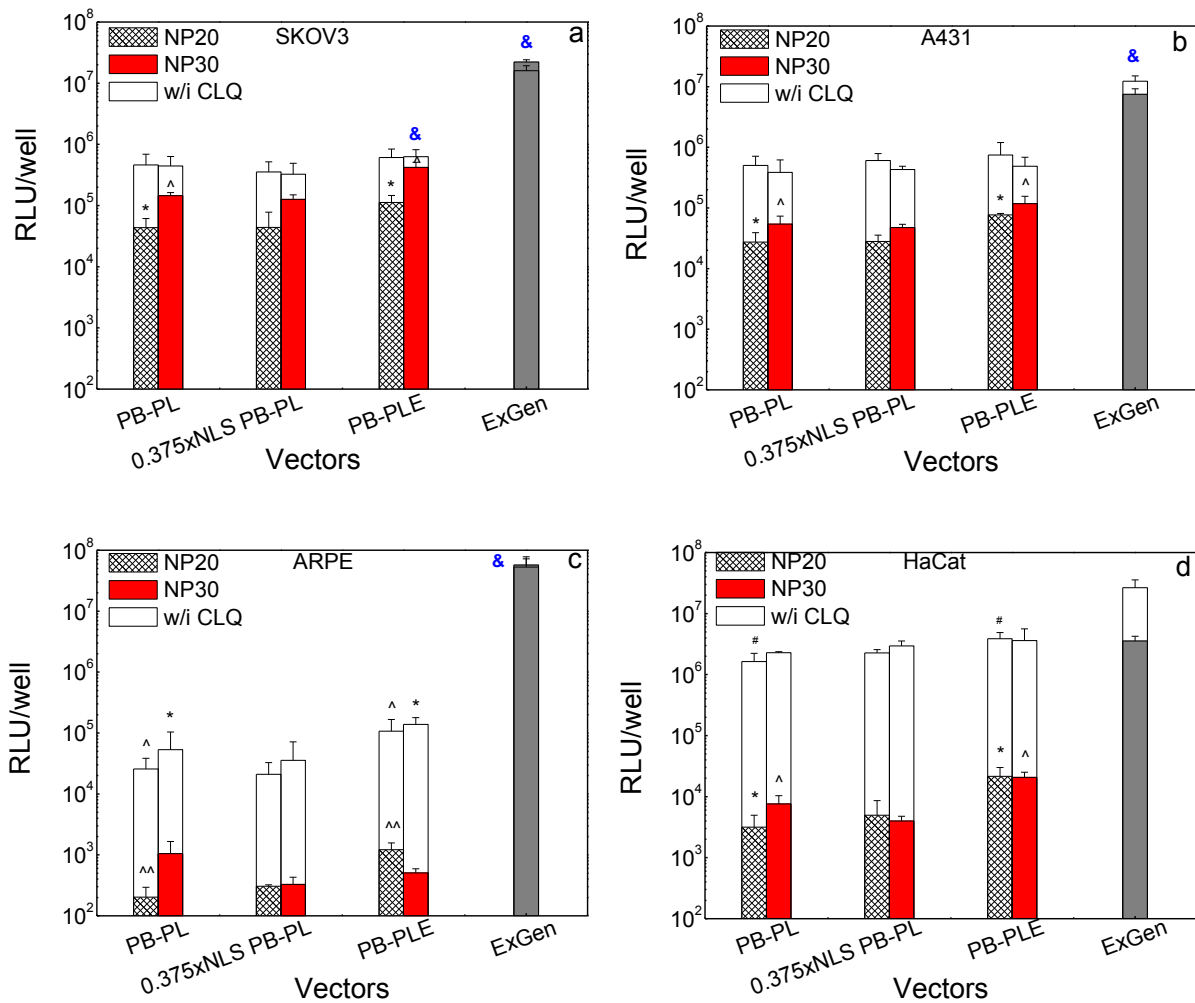 10^8
10^7
10^6
10^5
10^4
10^3
10^2
RLU/well
NP20
NP30
w/i CLQ
SKOV3
a
&
&
* ^ * ^
PB-PL
0.375xNLS PB-PL
PB-PLE
ExGen
Vectors
10^8
10^7
10^6
10^5
10^4
10^3
10^2
RLU/well
NP20
NP30
w/i CLQ
A431
b
&
* ^ * ^
PB-PL
0.375xNLS PB-PL
PB-PLE
ExGen
Vectors
10^8
10^7
10^6
10^5
10^4
10^3
10^2
RLU/well
NP20
NP30
w/i CLQ
ARPE
&
c
^ * ^ *
^^ ^^
PB-PL
0.375xNLS PB-PL
PB-PLE
ExGen
Vectors
10^8
10^7
10^6
10^5
10^4
10^3
10^2
RLU/well
NP20
NP30
w/i CLQ
HaCat
d
# #
* ^ * ^
PB-PL
0.375xNLS PB-PL
PB-PLE
ExGen
Vectors